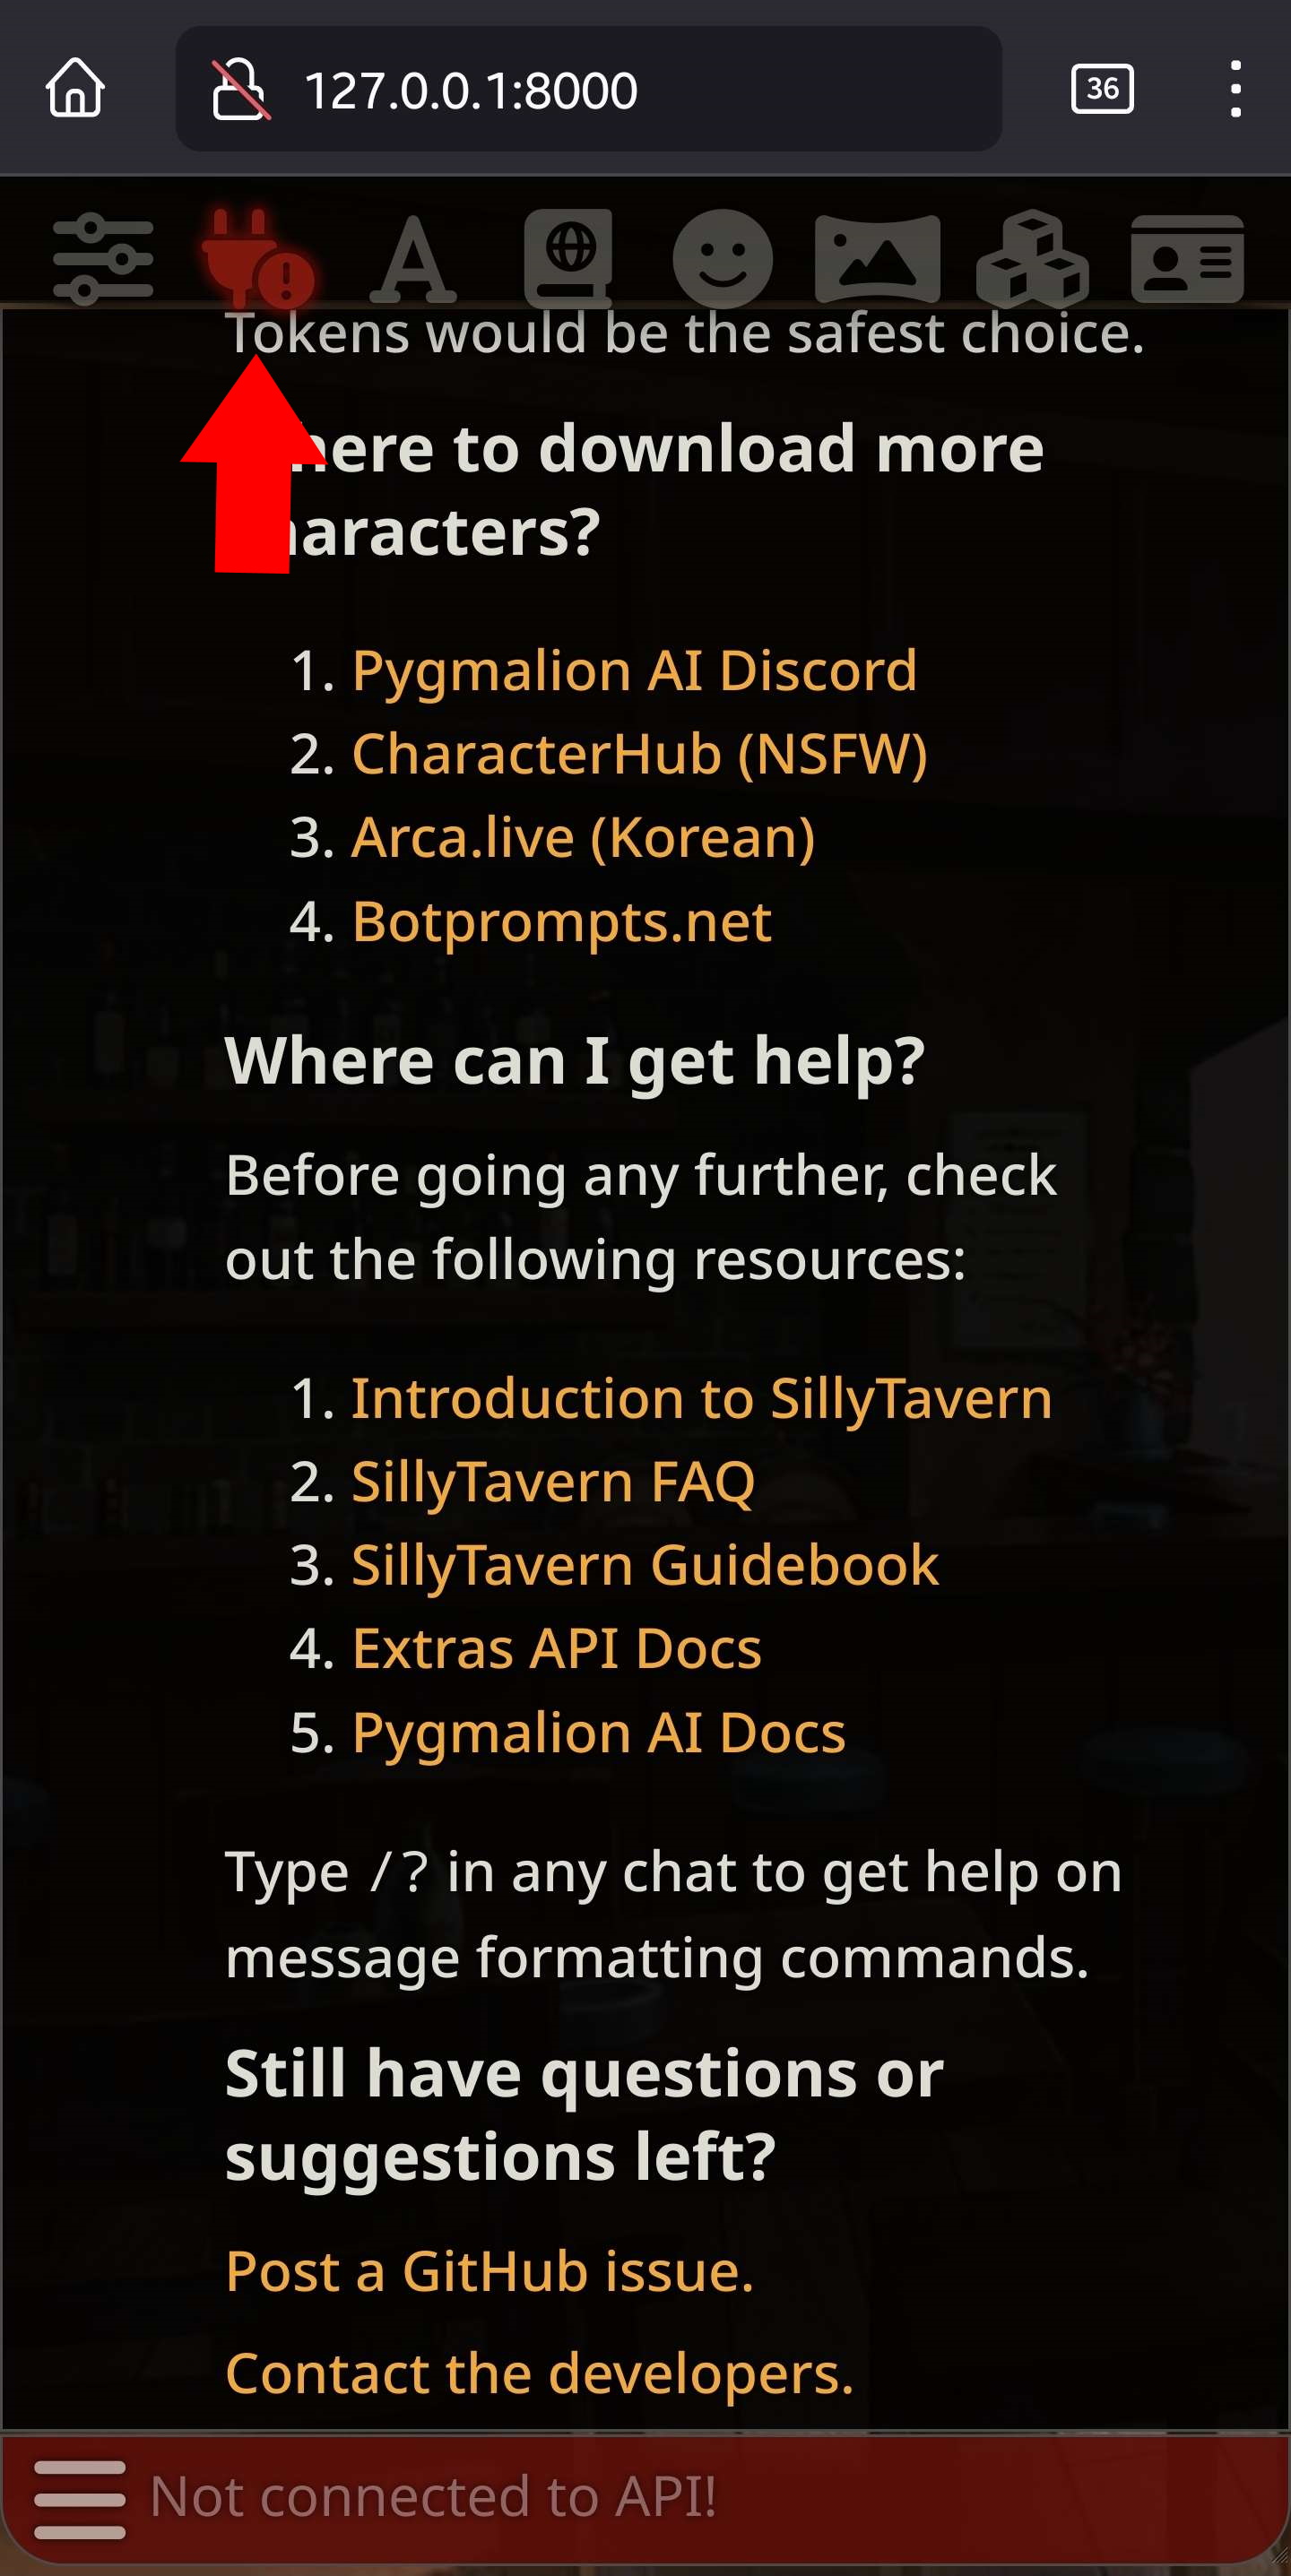 127.0.0.1:8000
36
Tokens would be the safest choice.
here to download more
aracters?
1. Pygmalion AI Discord
2. CharacterHub (NSFW)
3. Arca.live (Korean)
4. Botprompts.net
Where can I get help?
Before going any further, check
out the following resources:
1. Introduction to SillyTavern
2. SillyTavern FAQ
3. SillyTavern Guidebook
4. Extras API Docs
5. Pygmalion AI Docs
Type /? in any chat to get help on
message formatting commands.
Still have questions or
suggestions left?
Post a GitHub issue.
Contact the developers.
Not connected to API!